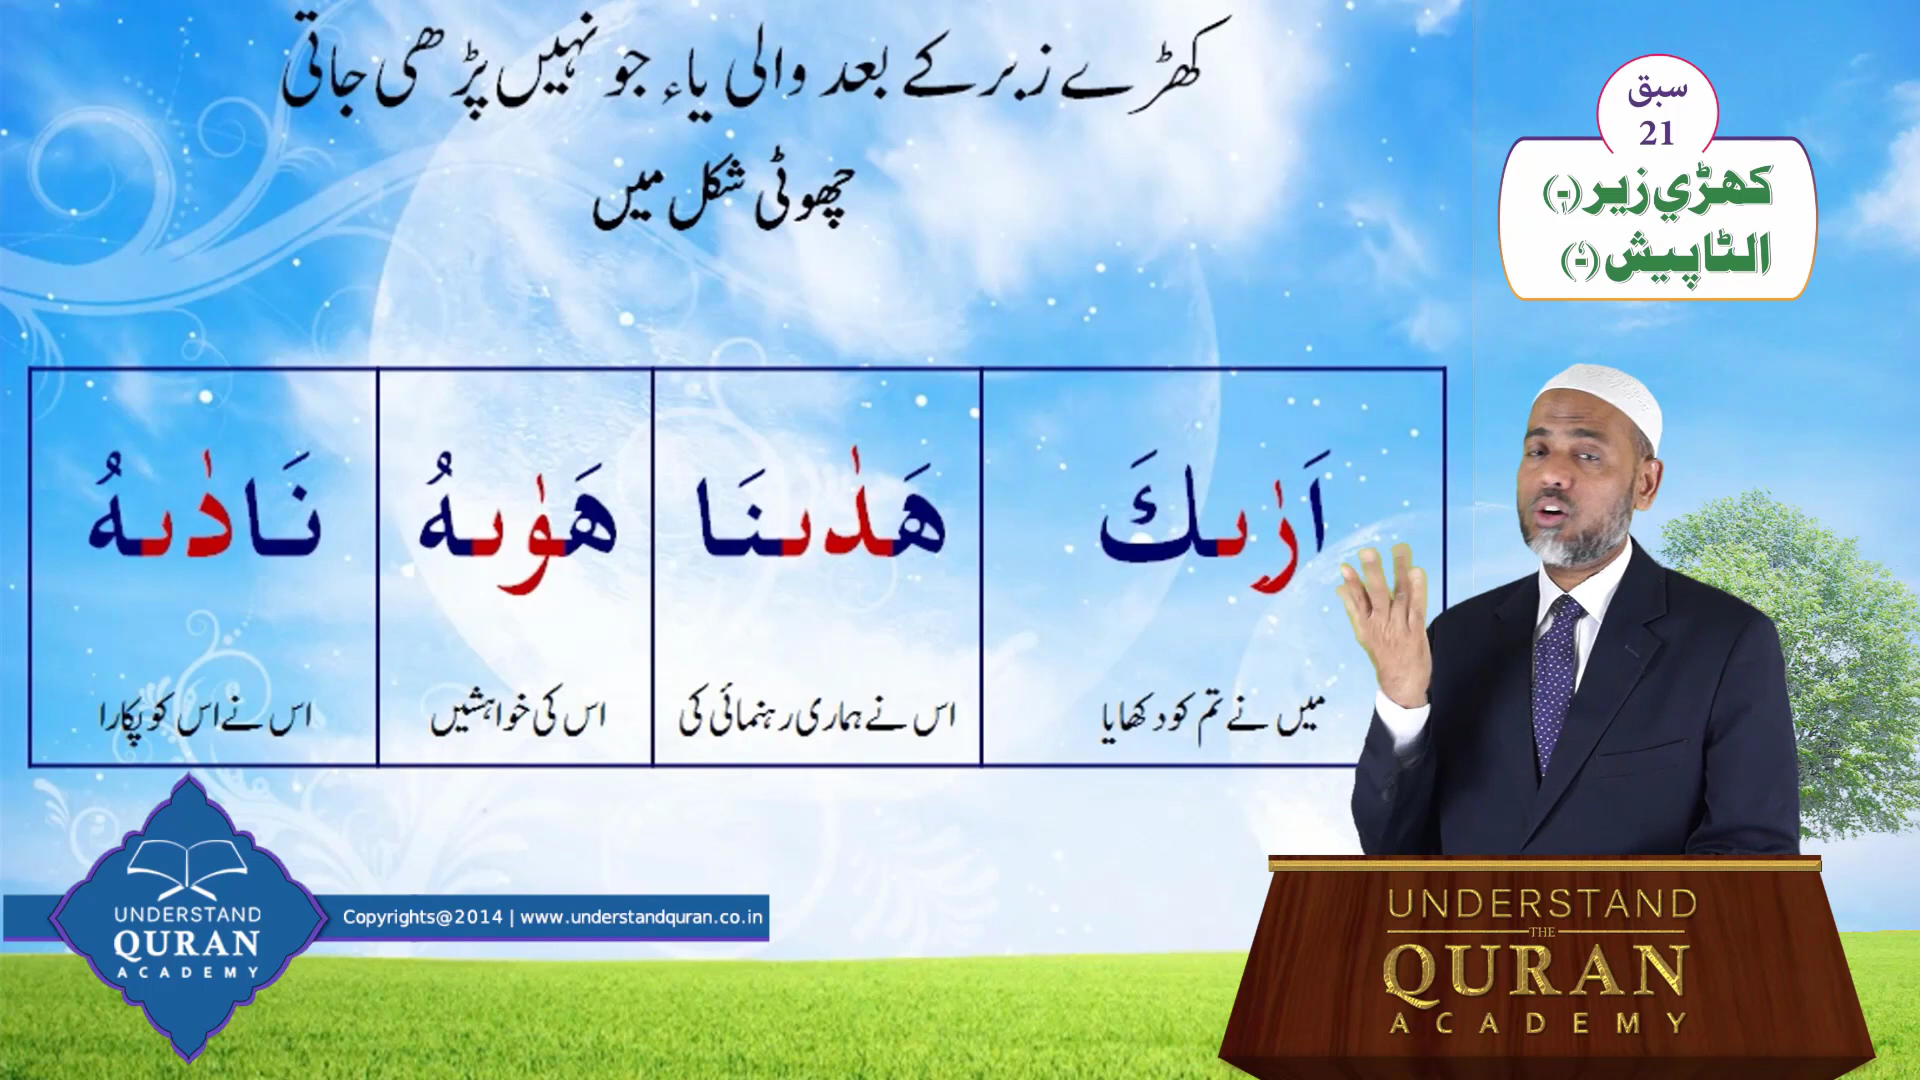 کھڑے زبر کے بعد والی یاء جو نہیں پڑھی جاتی
چھوٹی شکل میں
سبق
21
کھڑی زیر (ٖ)
الٹا پیش (ٗ)
اَرٰىكَ
هَدٰىنَا
هَوٰىهُ
نَادٰىهُ
میں نے تم کو دکھایا
اس نے ہماری رہنمائی کی
اس کی خواہشیں
اس نے اس کو پکارا
UNDERSTAND
QURAN
ACADEMY
Copyrights@2014 | www.understandquran.co.in
UNDERSTAND
THE
QURAN
ACADEMY